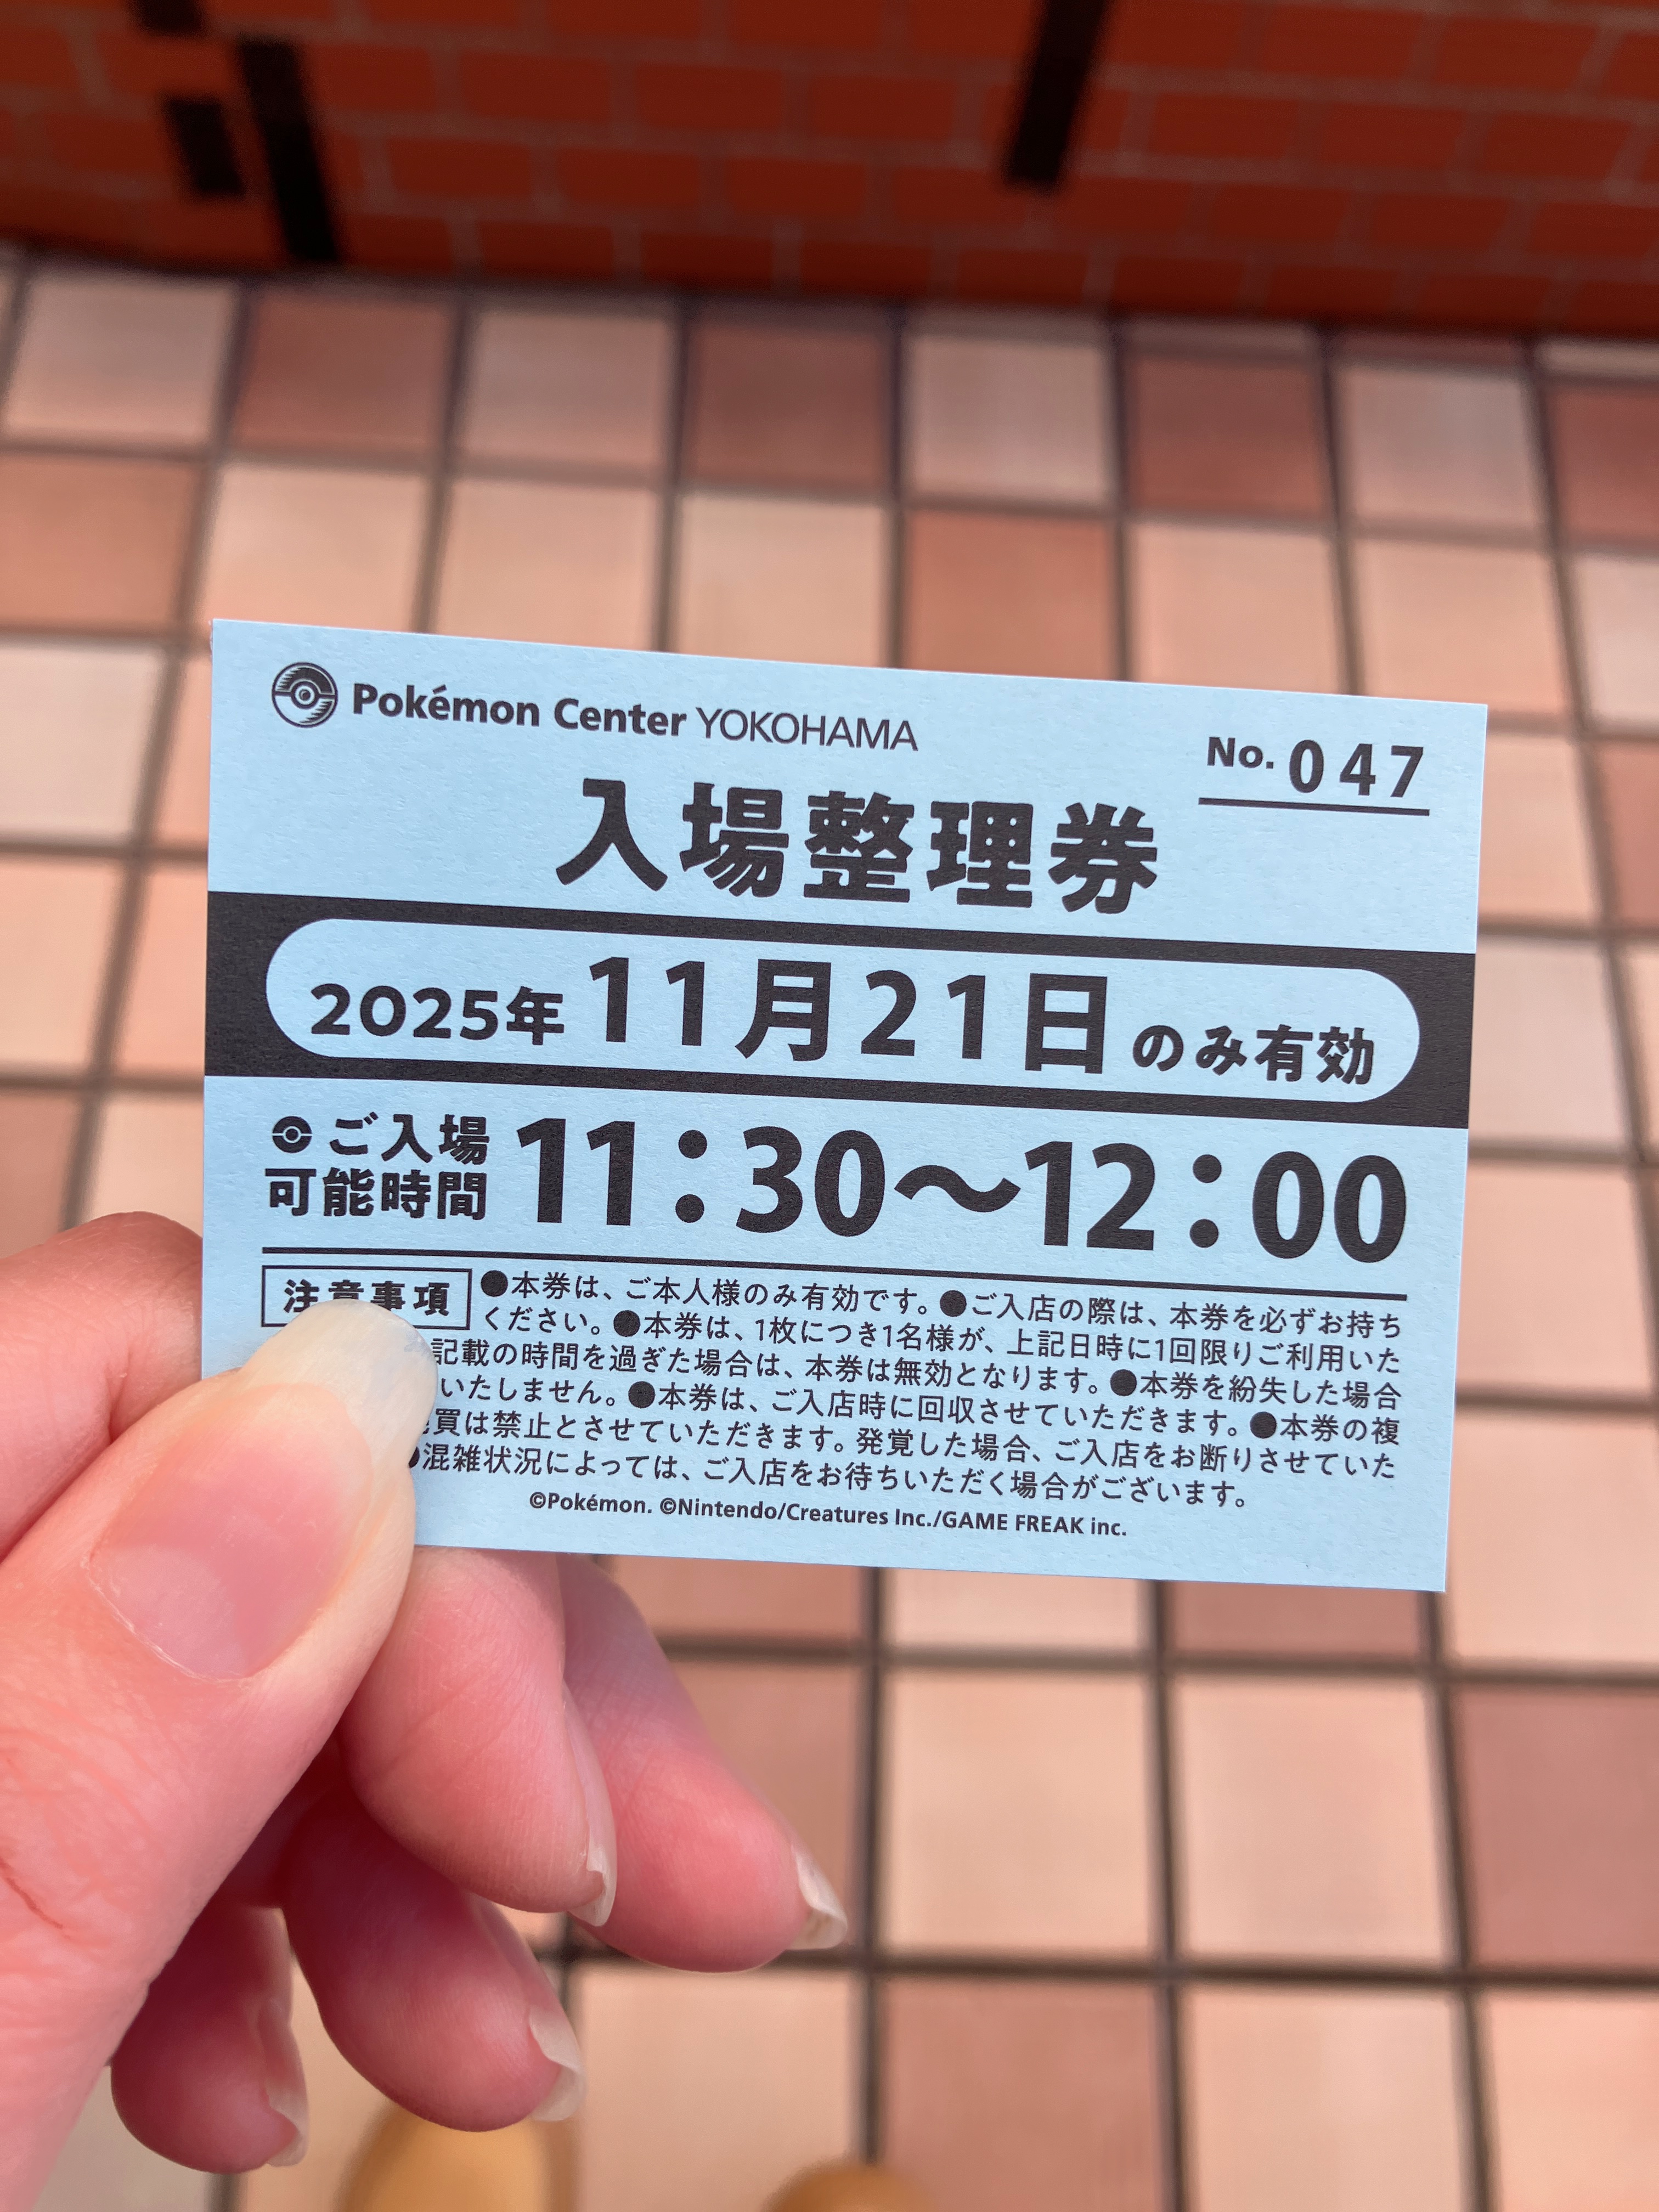 Pokémon Center YOKOHAMA
No. 047
入場整理券
2025年 11月21日 のみ有効
ご入場
可能時間
11：30～12：00
注意事項
●本券は、ご本人様のみ有効です。●ご入店の際は、本券を必ずお持ち
ください。●本券は、1枚につき1名様が、上記日時に1回限りご利用いた
記載の時間を過ぎた場合は、本券は無効となります。●本券を紛失した場合
いたしません。●本券は、ご入店時に回収させていただきます。●本券の複
買は禁止とさせていただきます。発覚した場合、ご入店をお断りさせていた
●混雑状況によっては、ご入店をお待ちいただく場合がございます。
©Pokémon. ©Nintendo/Creatures Inc./GAME FREAK inc.